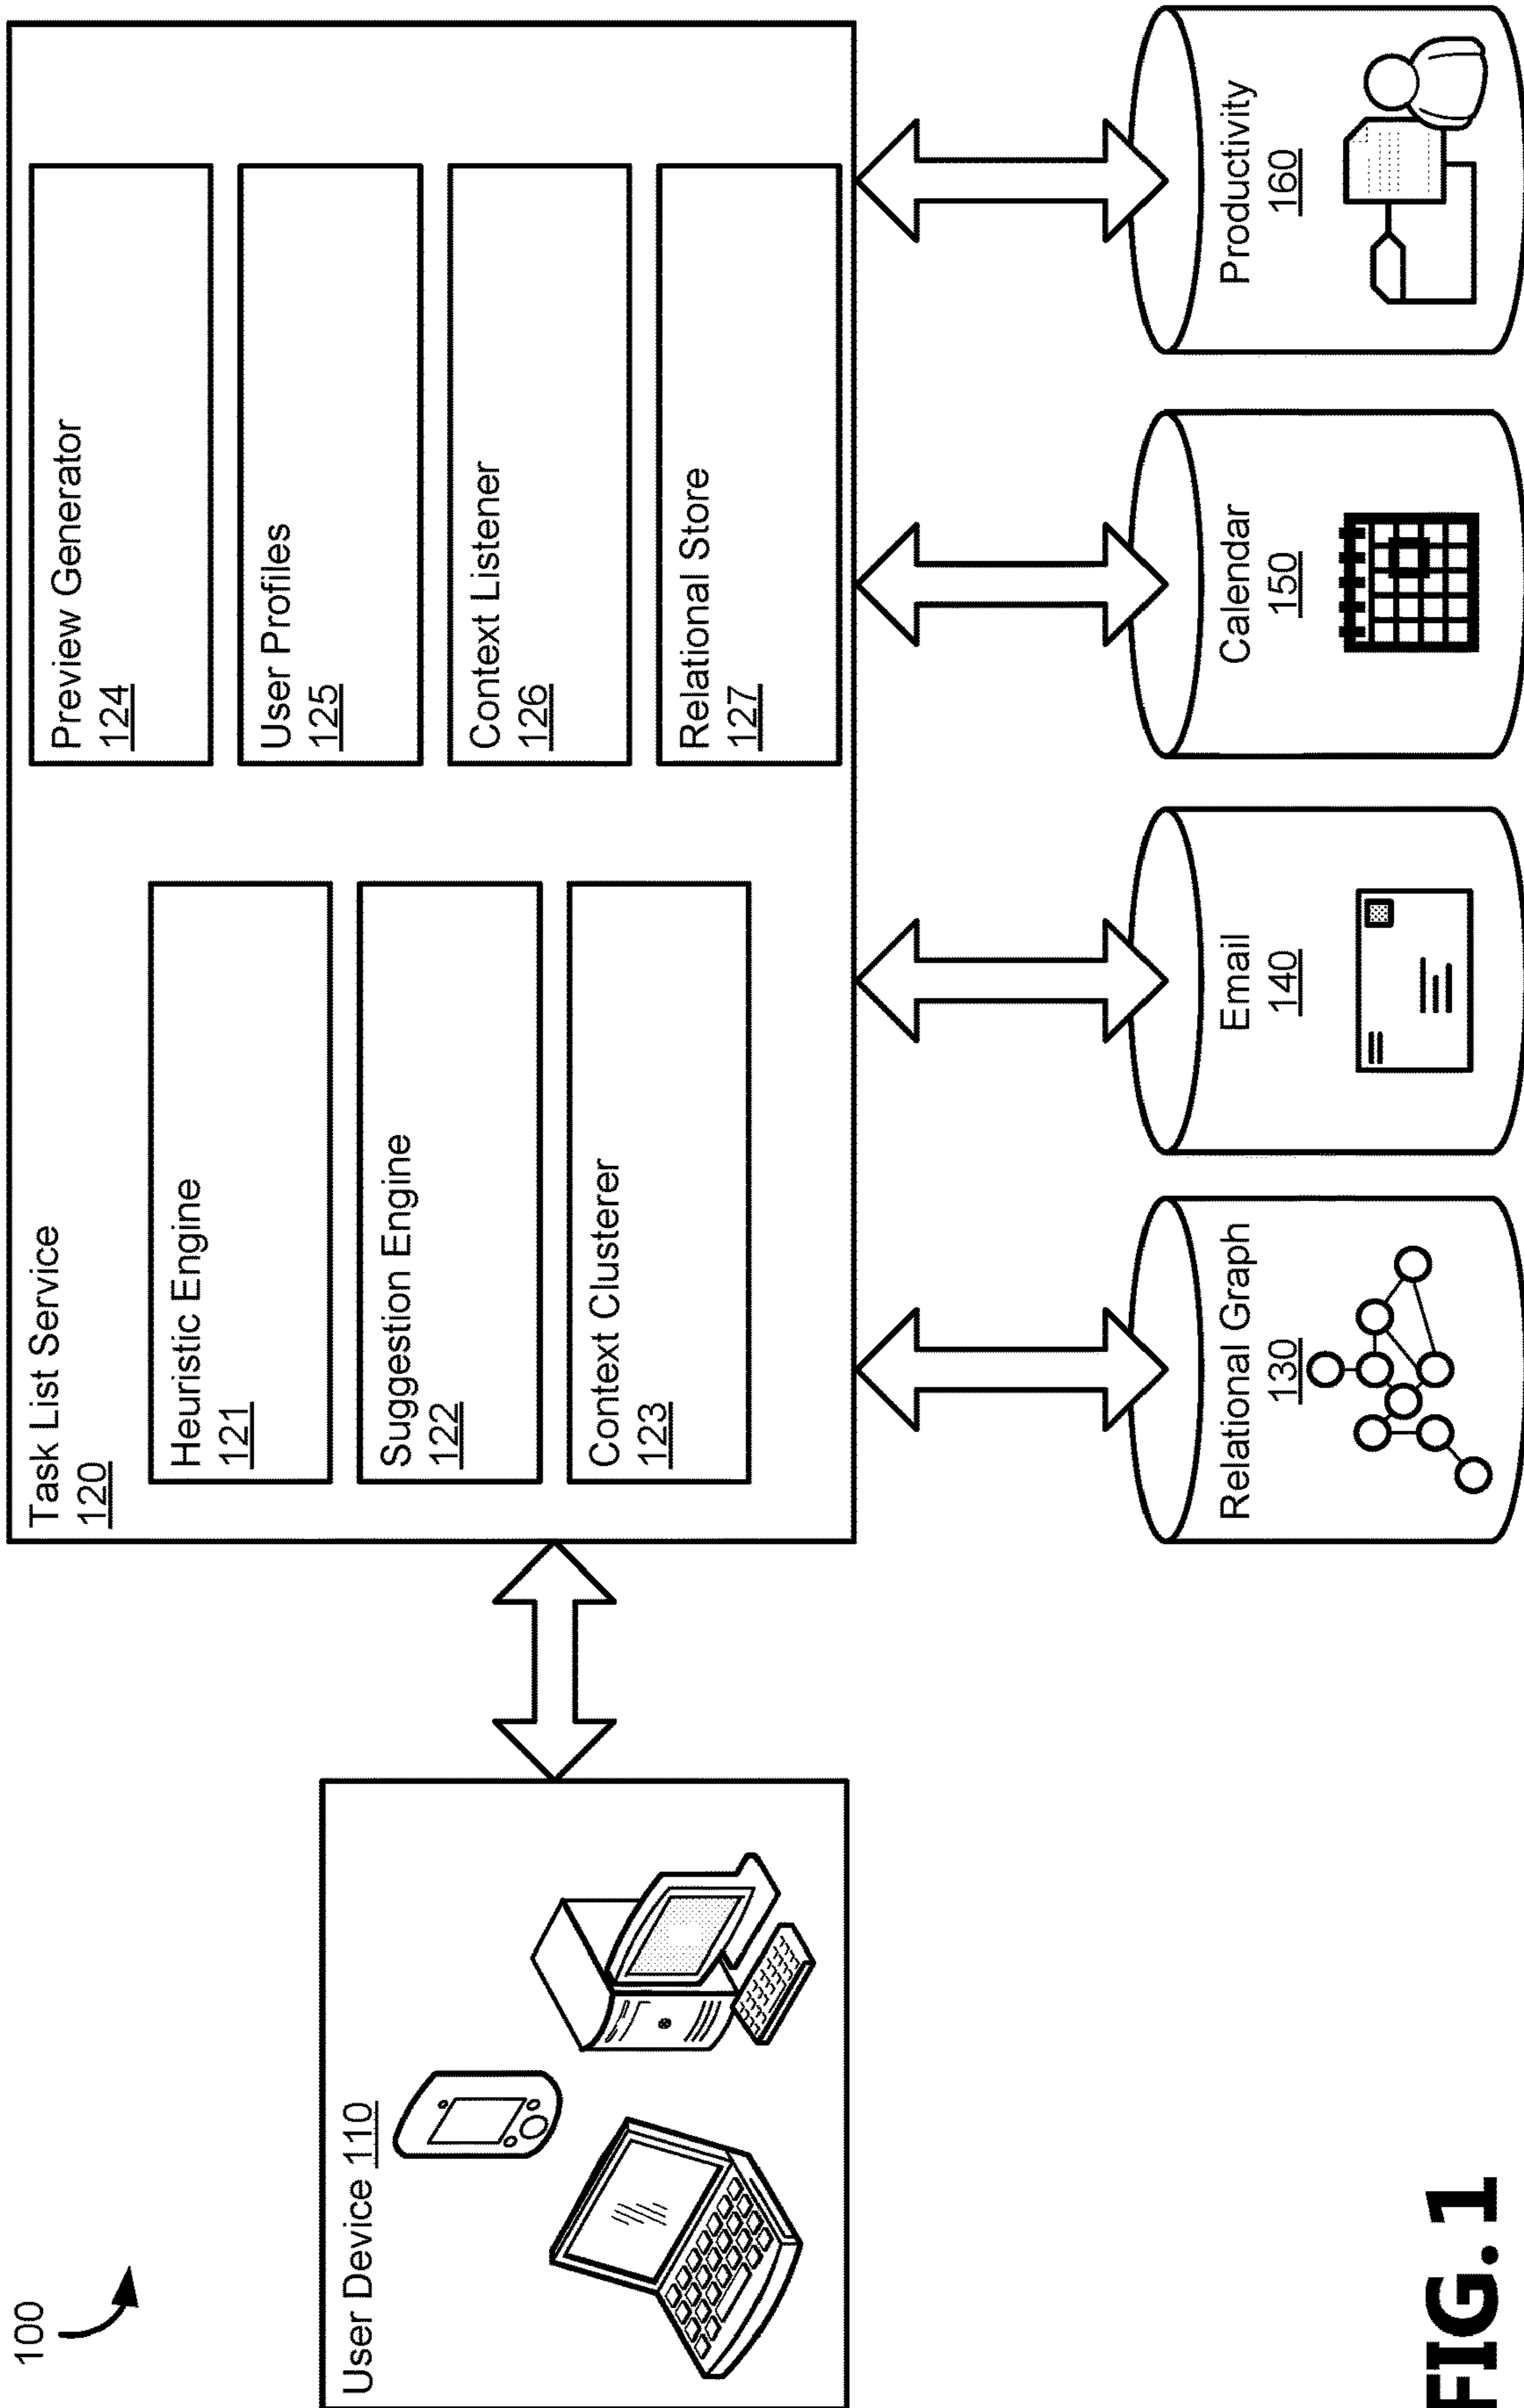 100
User Device 110
Task List Service
120
Heuristic Engine
121
Suggestion Engine
122
Context Clusterer
123
Preview Generator
124
User Profiles
125
Context Listener
126
Relational Store
127
Relational Graph
130
Email
140
Calendar
150
Productivity
160
FIG. 1